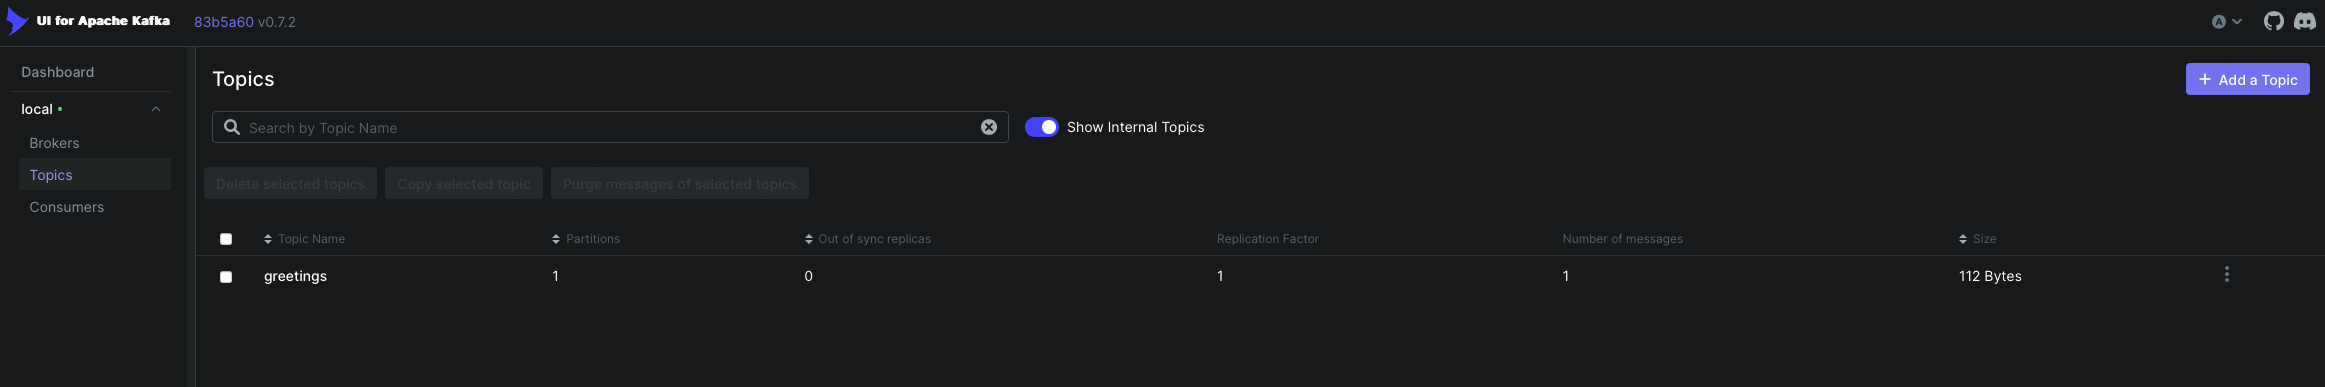 UI for Apache Kafka 83b5a60 v0.7.2 A
Dashboard
local
Brokers
Topics
Consumers
Topics
+ Add a Topic
Search by Topic Name
Show Internal Topics
Delete selected topics Copy selected topic Purge messages of selected topics
Topic Name Partitions Out of sync replicas Replication Factor Number of messages Size
greetings 1 0 1 1 112 Bytes